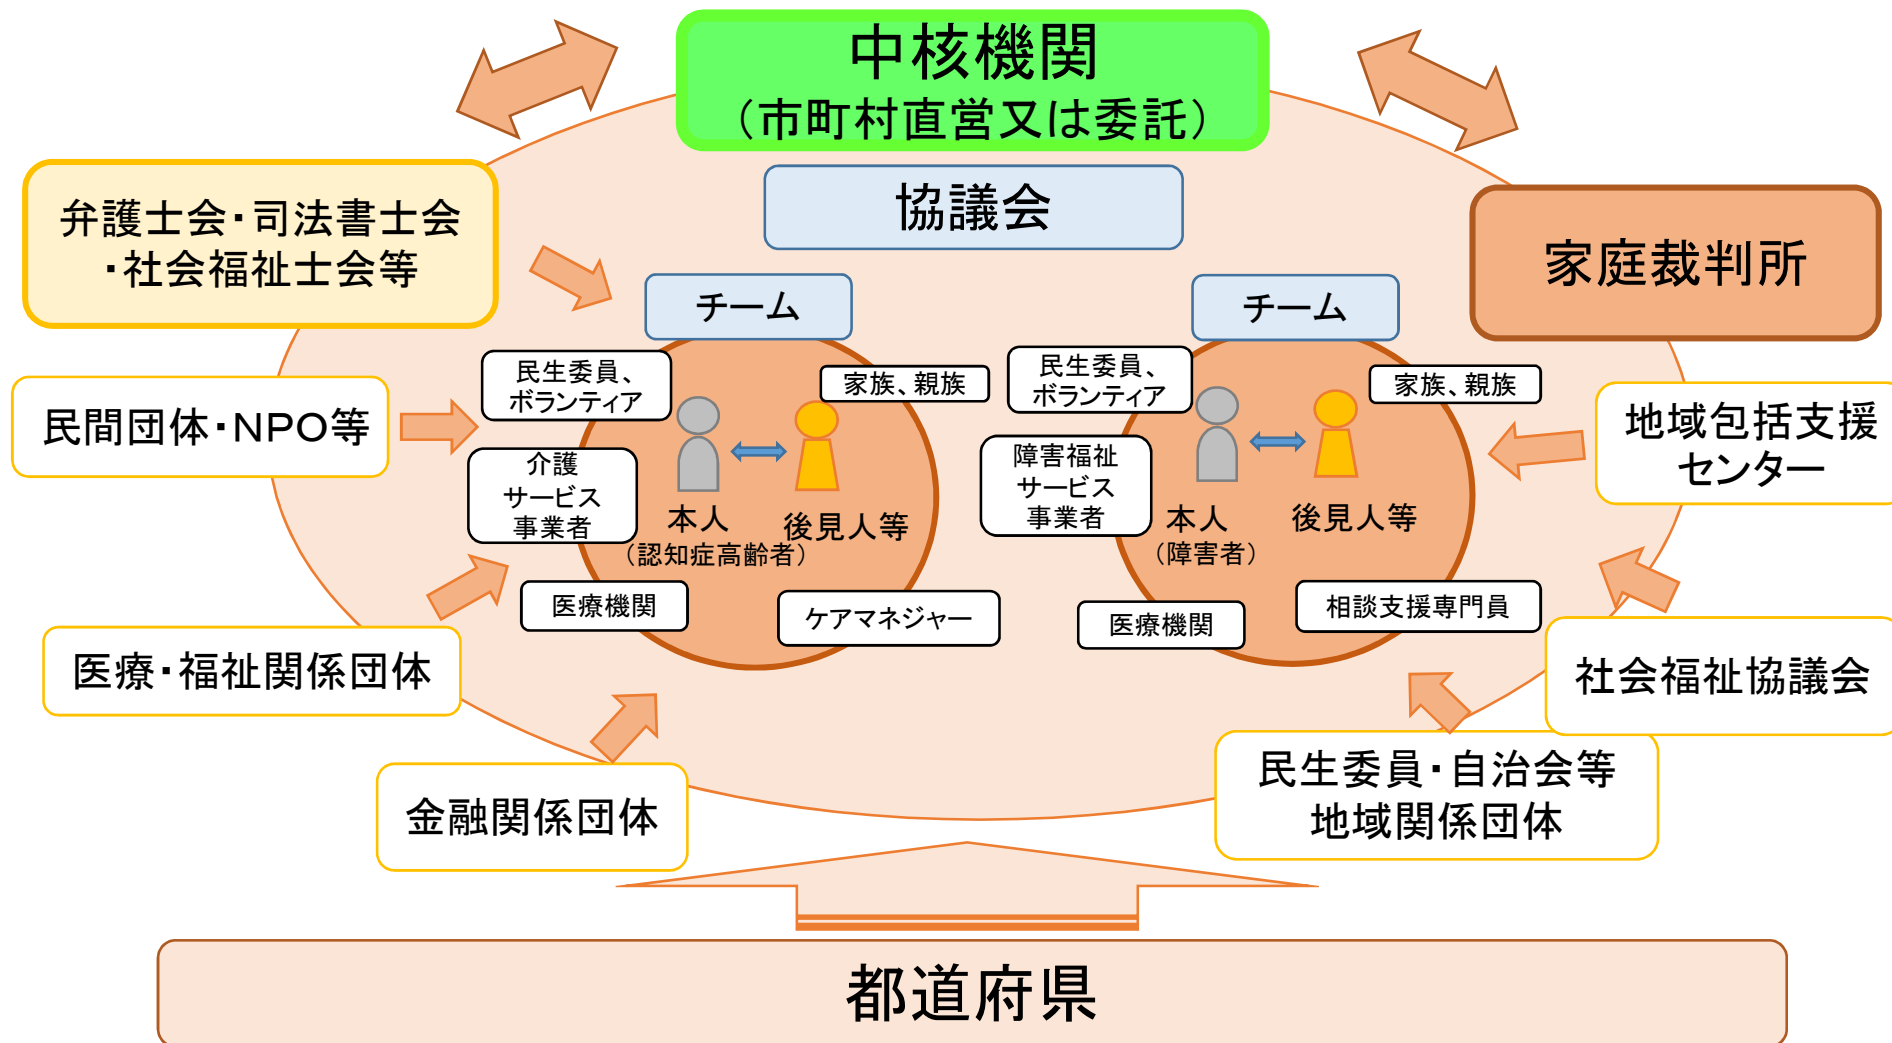 中核機関
（市町村直営又は委託）
協議会
弁護士会・司法書士会
・社会福祉士会等
家庭裁判所
チーム
民生委員、
ボランティア
家族、親族
介護
サービス
事業者
本人
（認知症高齢者）
後見人等
医療機関
ケアマネジャー
チーム
民生委員、
ボランティア
家族、親族
障害福祉
サービス
事業者
本人
（障害者）
後見人等
医療機関
相談支援専門員
民間団体・NPO等
地域包括支援
センター
医療・福祉関係団体
社会福祉協議会
金融関係団体
民生委員・自治会等
地域関係団体
都道府県